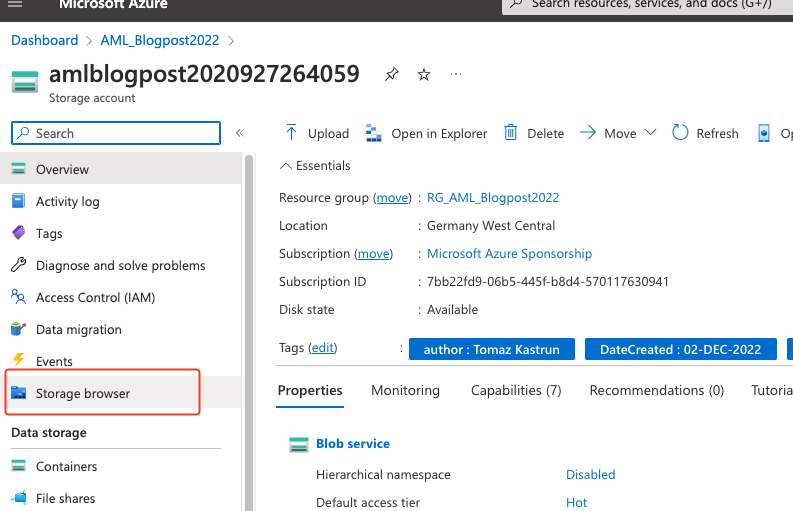 Microsoft Azure
Search resources, services, and docs (G+/)
Dashboard > AML_Blogpost2022 >
amlblogpost2020927264059
Storage account
Search
«
Upload
Open in Explorer
Delete
Move
Refresh
Op
Overview
Activity log
Tags
Diagnose and solve problems
Access Control (IAM)
Data migration
Events
Storage browser
Data storage
Containers
File shares
Essentials
Resource group (move) : RG_AML_Blogpost2022
Location : Germany West Central
Subscription (move) : Microsoft Azure Sponsorship
Subscription ID : 7bb22fd9-06b5-445f-b8d4-570117630941
Disk state : Available
Tags (edit) : author : Tomaz Kastrun DateCreated : 02-DEC-2022
Properties Monitoring Capabilities (7) Recommendations (0) Tutoria
Blob service
Hierarchical namespace Disabled
Default access tier Hot